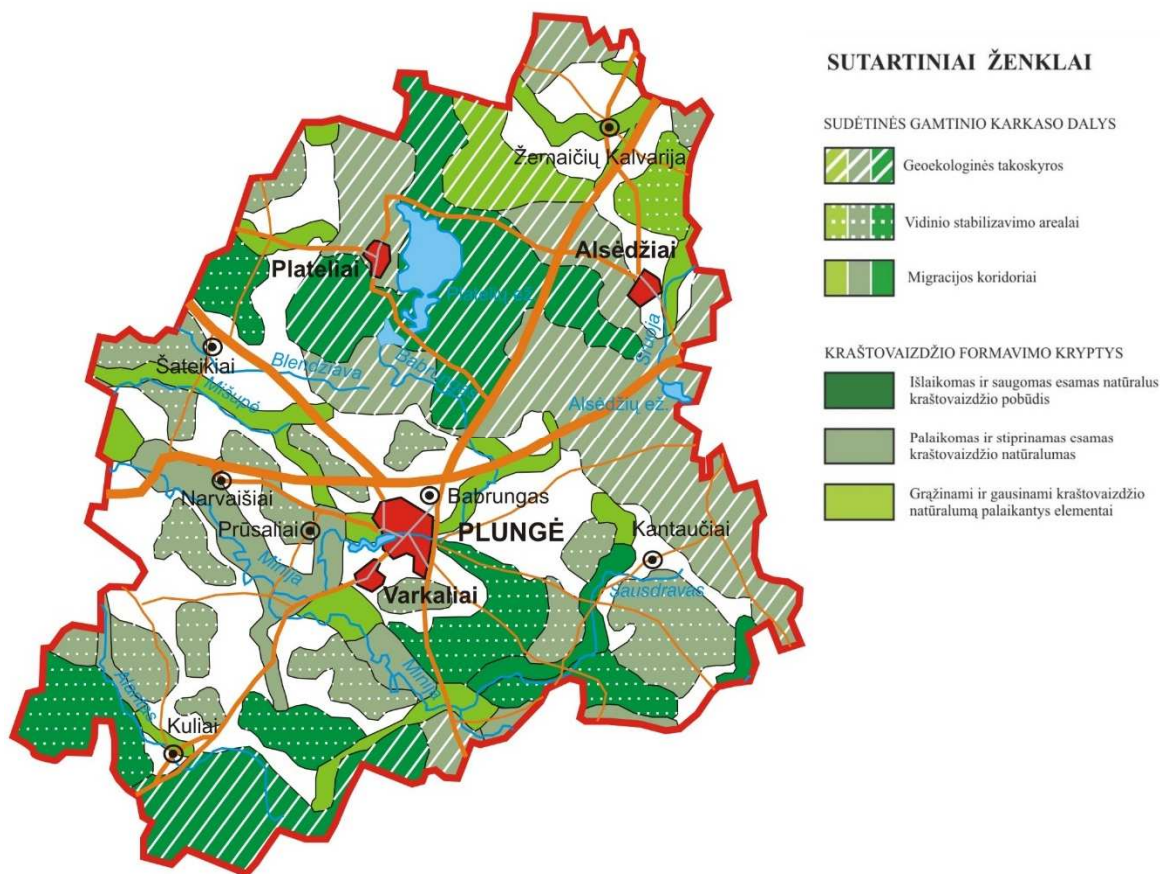 SUTARTINIAI ŽENKLAI
SUDĖTINĖS GAMTINIO KARKASO DALYS
Geoekologinės takoskyros
Vidinio stabilizavimo arealai
Migracijos koridoriai
KRAŠTOVAIZDŽIO FORMAVIMO KRYPTYS
Išlaikomas ir saugomas esamas natūralus
kraštovaizdžio pobūdis
Palaikomas ir stiprinamas esamas
kraštovaizdžio natūralumas
Grąžinami ir gausinami kraštovaizdžio
natūralumą palaikantys elementai
Žemaičių Kalvarija
Alsėdžiai
Plateliai
Platelių ež.
Sruoja
Šateikiai
Blendžiava
Babrungas
Mišupė
Alsėdžių ež.
Narvaišiai
Babrungas
Prūsaliai
PLUNGĖ
Kantaučiai
Minija
Varkaliai
Sausdravas
Minija
Alantas
Kuliai